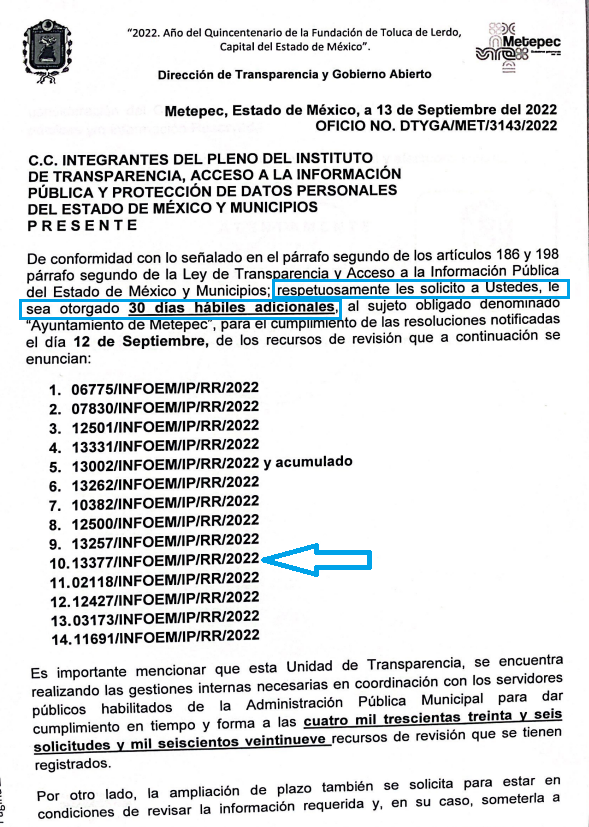 "2022. Año del Quincentenario de la Fundación de Toluca de Lerdo,
Capital del Estado de México".
Metepec
Dirección de Transparencia y Gobierno Abierto
Metepec, Estado de México, a 13 de Septiembre del 2022
OFICIO NO. DTYGA/MET/3143/2022
C.C. INTEGRANTES DEL PLENO DEL INSTITUTO
DE TRANSPARENCIA, ACCESO A LA INFORMACIÓN
PÚBLICA Y PROTECCIÓN DE DATOS PERSONALES
DEL ESTADO DE MÉXICO Y MUNICIPIOS
P R E S E N T E
De conformidad con lo señalado en el párrafo segundo de los artículos 186 y 198
párrafo segundo de la Ley de Transparencia y Acceso a la Información Pública
del Estado de México y Municipios; respetuosamente les solicito a Ustedes, le
sea otorgado 30 días hábiles adicionales, al sujeto obligado denominado
"Ayuntamiento de Metepec", para el cumplimiento de las resoluciones notificadas
el día 12 de Septiembre, de los recursos de revisión que a continuación se
enuncian:
1. 06775/INFOEM/IP/RR/2022
2. 07830/INFOEM/IP/RR/2022
3. 12501/INFOEM/IP/RR/2022
4. 13331/INFOEM/IP/RR/2022
5. 13002/INFOEM/IP/RR/2022 y acumulado
6. 13262/INFOEM/IP/RR/2022
7. 10382/INFOEM/IP/RR/2022
8. 12500/INFOEM/IP/RR/2022
9. 13257/INFOEM/IP/RR/2022
10. 13377/INFOEM/IP/RR/2022
11. 02118/INFOEM/IP/RR/2022
12. 12427/INFOEM/IP/RR/2022
13. 03173/INFOEM/IP/RR/2022
14. 11691/INFOEM/IP/RR/2022
Es importante mencionar que esta Unidad de Transparencia, se encuentra
realizando las gestiones internas necesarias en coordinación con los servidores
públicos habilitados de la Administración Pública Municipal para dar
cumplimiento en tiempo y forma a las cuatro mil trescientas treinta y seis
solicitudes y mil seiscientos veintinueve recursos de revisión que se tienen
registrados.
Por otro lado, la ampliación de plazo también se solicita para estar en
condiciones de revisar la información requerida y, en su caso, someterla a